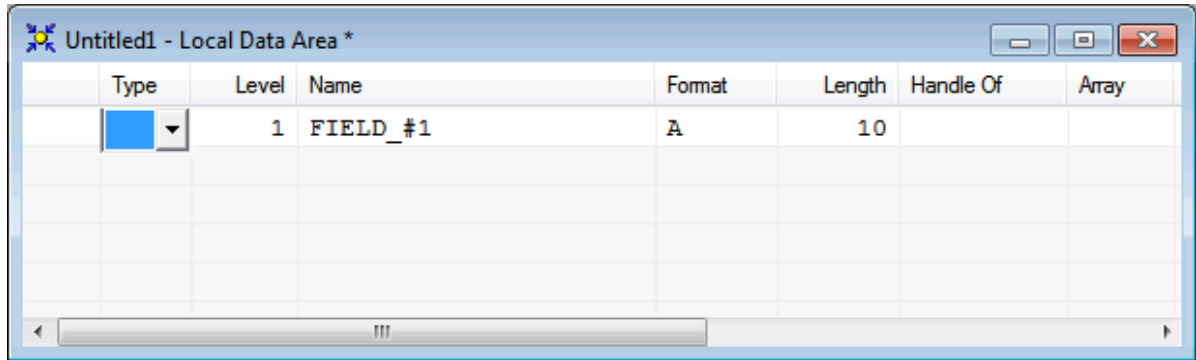 Untitled1 - Local Data Area *
Type Level Name Format Length Handle Of Array
1 FIELD_#1 A 10